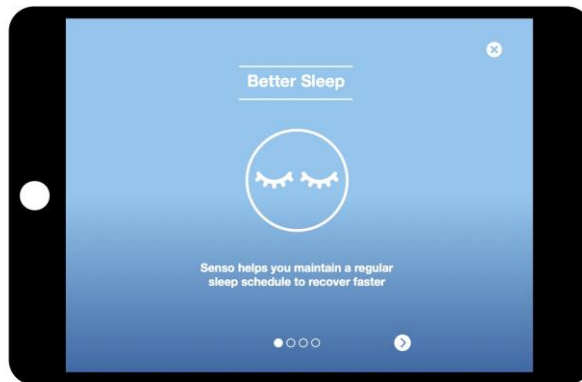 Better Sleep
Senso helps you maintain a regular
sleep schedule to recover faster